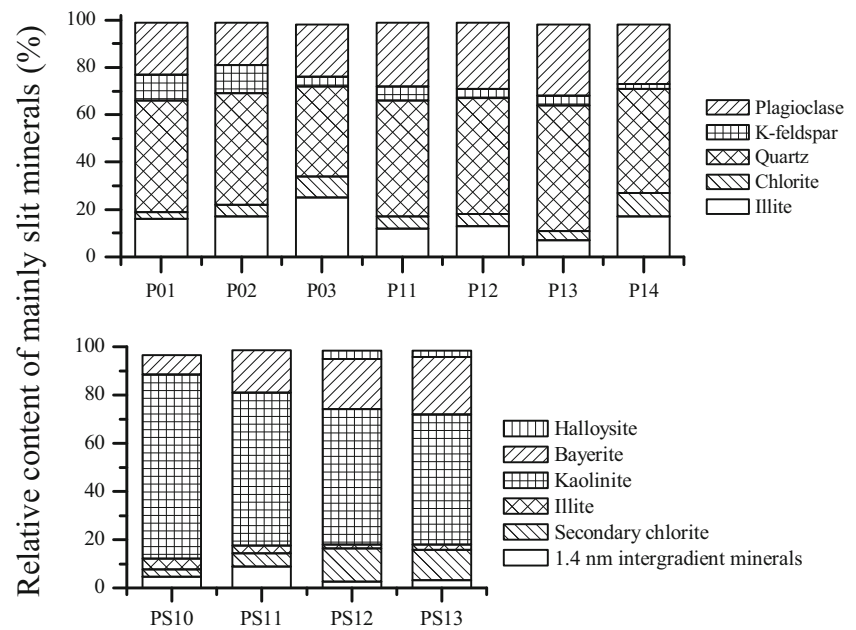 Relative content of mainly slit minerals (%)
100
80
60
40
20
0
P01 P02 P03 P11 P12 P13 P14
Plagioclase
K-feldspar
Quartz
Chlorite
Illite
100
80
60
40
20
0
PS10 PS11 PS12 PS13
Halloysite
Bayerite
Kaolinite
Illite
Secondary chlorite
1.4 nm intergradient minerals